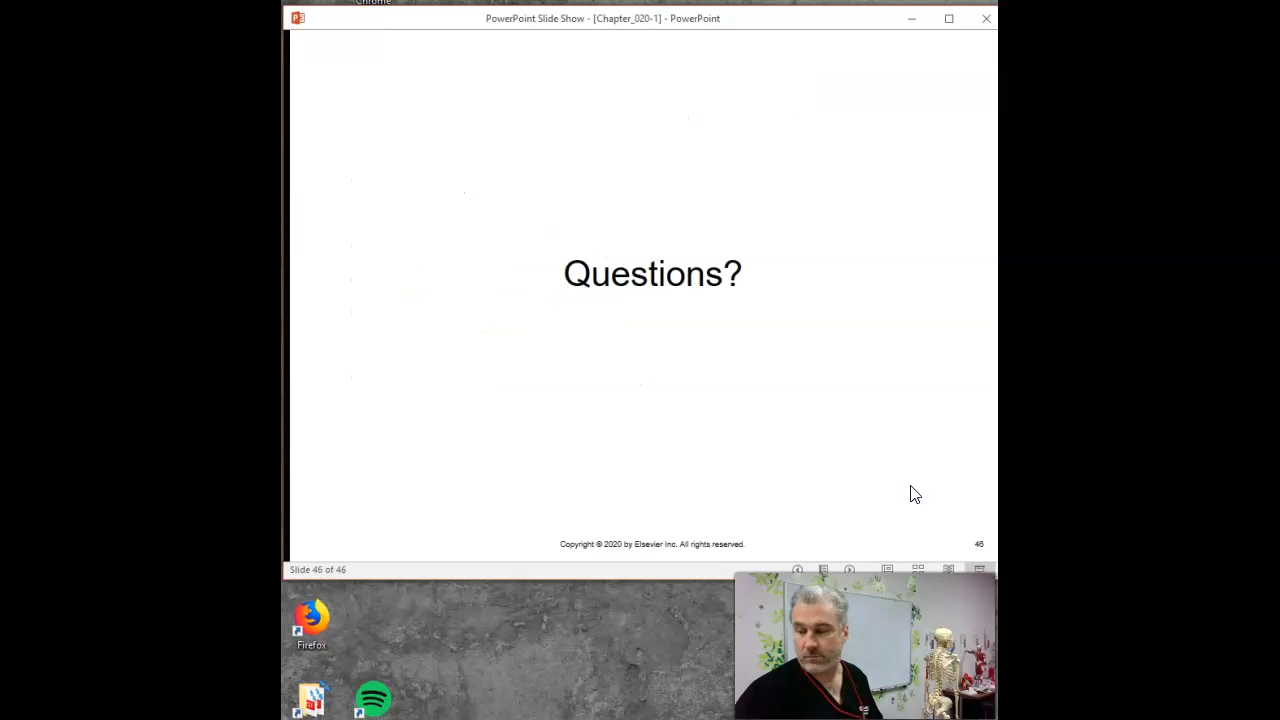 Chrome
PowerPoint Slide Show - [Chapter_020-1] - PowerPoint
Questions?
Copyright © 2020 by Elsevier Inc. All rights reserved.
46
Slide 46 of 46
Firefox